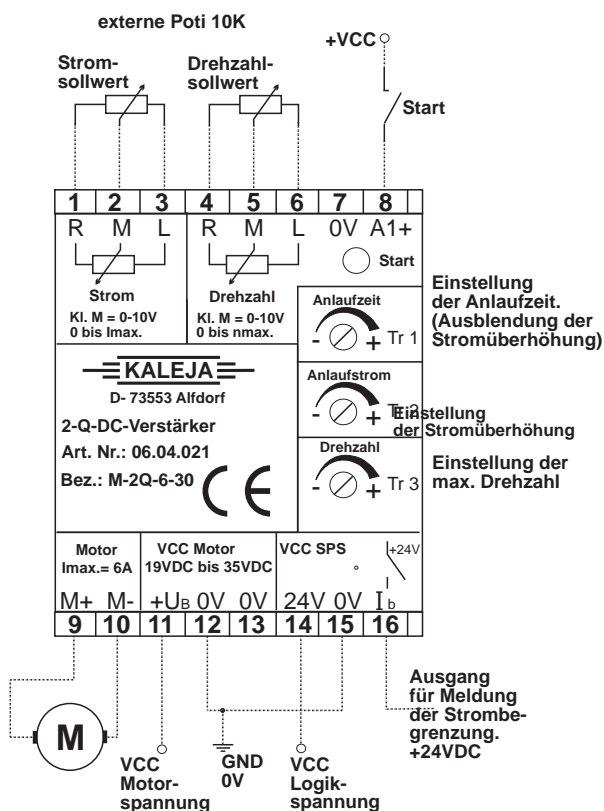 externe Poti 10K
Strom-
sollwert
Drehzahl-
sollwert
+VCC
Start
1 2 3 4 5 6 7 8
R M L R M L 0V A1+
Start
Strom
Kl. M = 0-10V
0 bis Imax.
Drehzahl
Kl. M = 0-10V
0 bis nmax.
Anlaufzeit
- + Tr 1
Einstellung
der Anlaufzeit.
(Ausblendung der
Stromüberhöhung)
KALEJA
D- 73553 Alfdorf
2-Q-DC-Verstärker
Art. Nr.: 06.04.021
Bez.: M-2Q-6-30
CE
Anlaufstrom
- + Tr 2
Einstellung
der Stromüberhöhung
Drehzahl
- + Tr 3
Einstellung der
max. Drehzahl
Motor
Imax.= 6A
VCC Motor
19VDC bis 35VDC
VCC SPS
+24V
M+ M- +UB 0V 0V 24V 0V Ib
9 10 11 12 13 14 15 16
M
VCC
Motor-
spannung
GND
0V
VCC
Logik-
spannung
Ausgang
für Meldung
der Strombe-
grenzung.
+24VDC